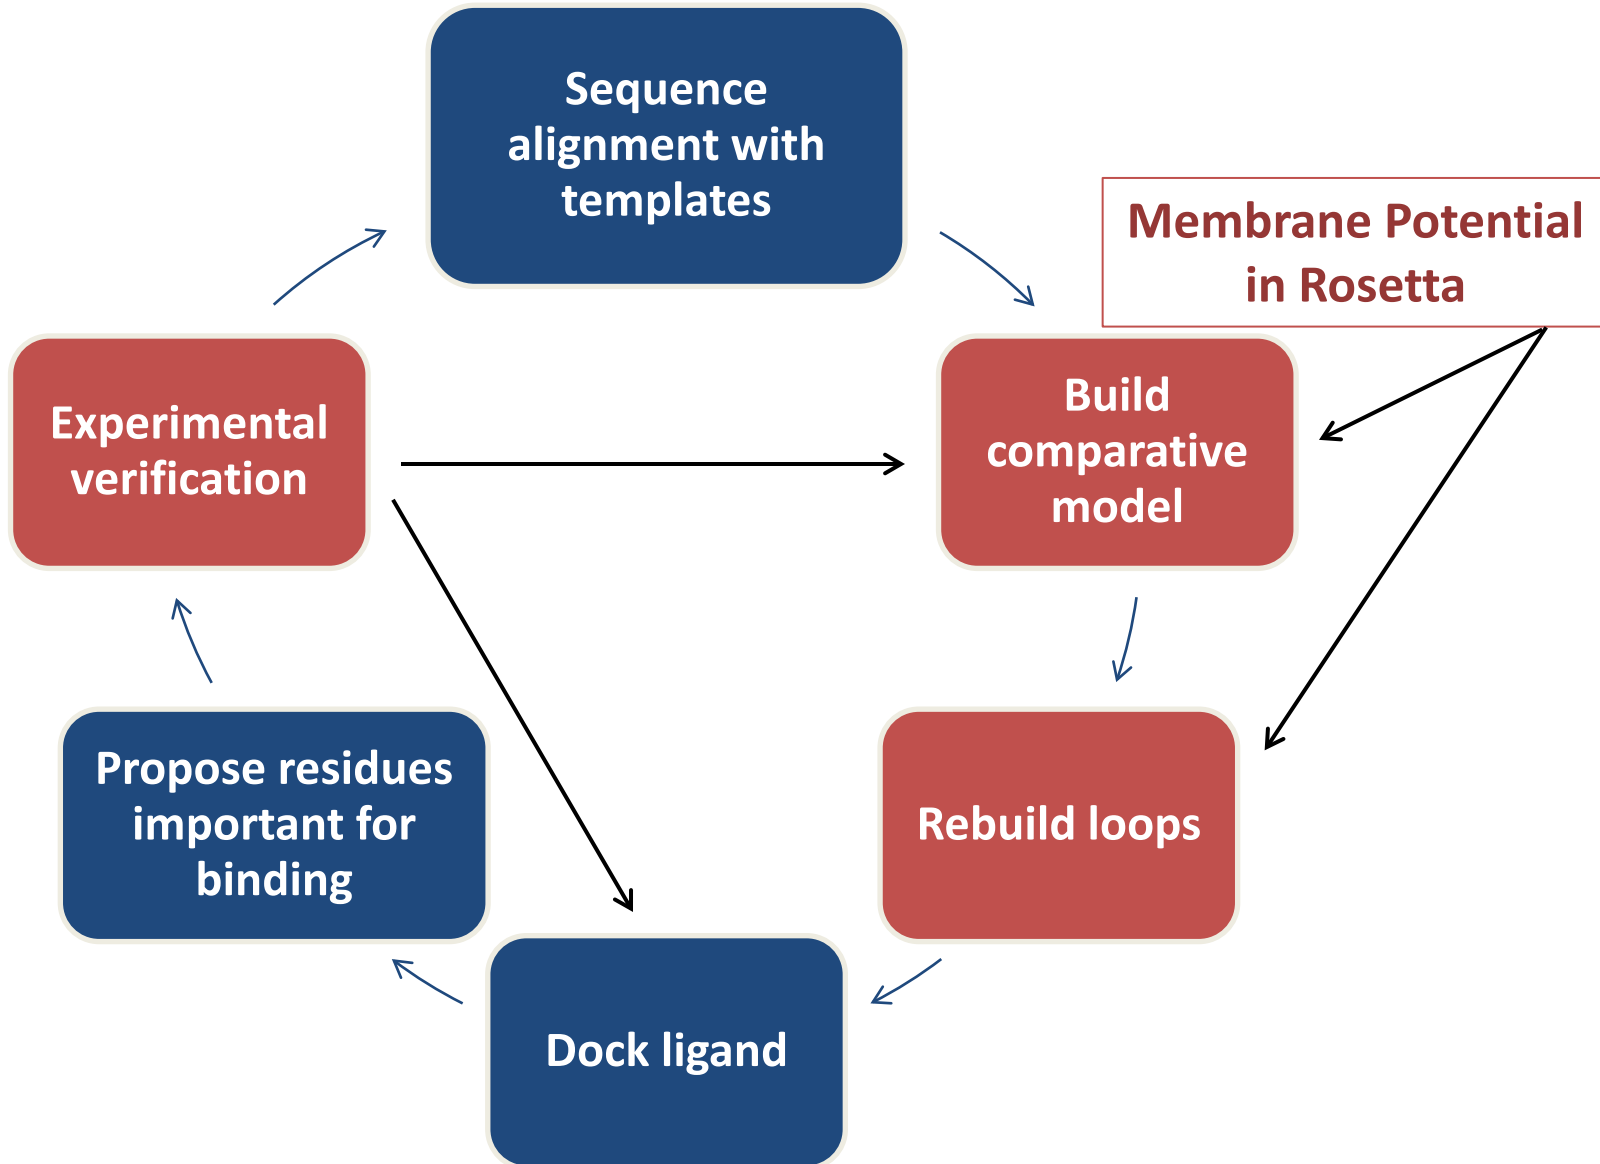 Sequence
alignment with
templates
Membrane Potential
in Rosetta
Experimental
verification
Build
comparative
model
Propose residues
important for
binding
Rebuild loops
Dock ligand